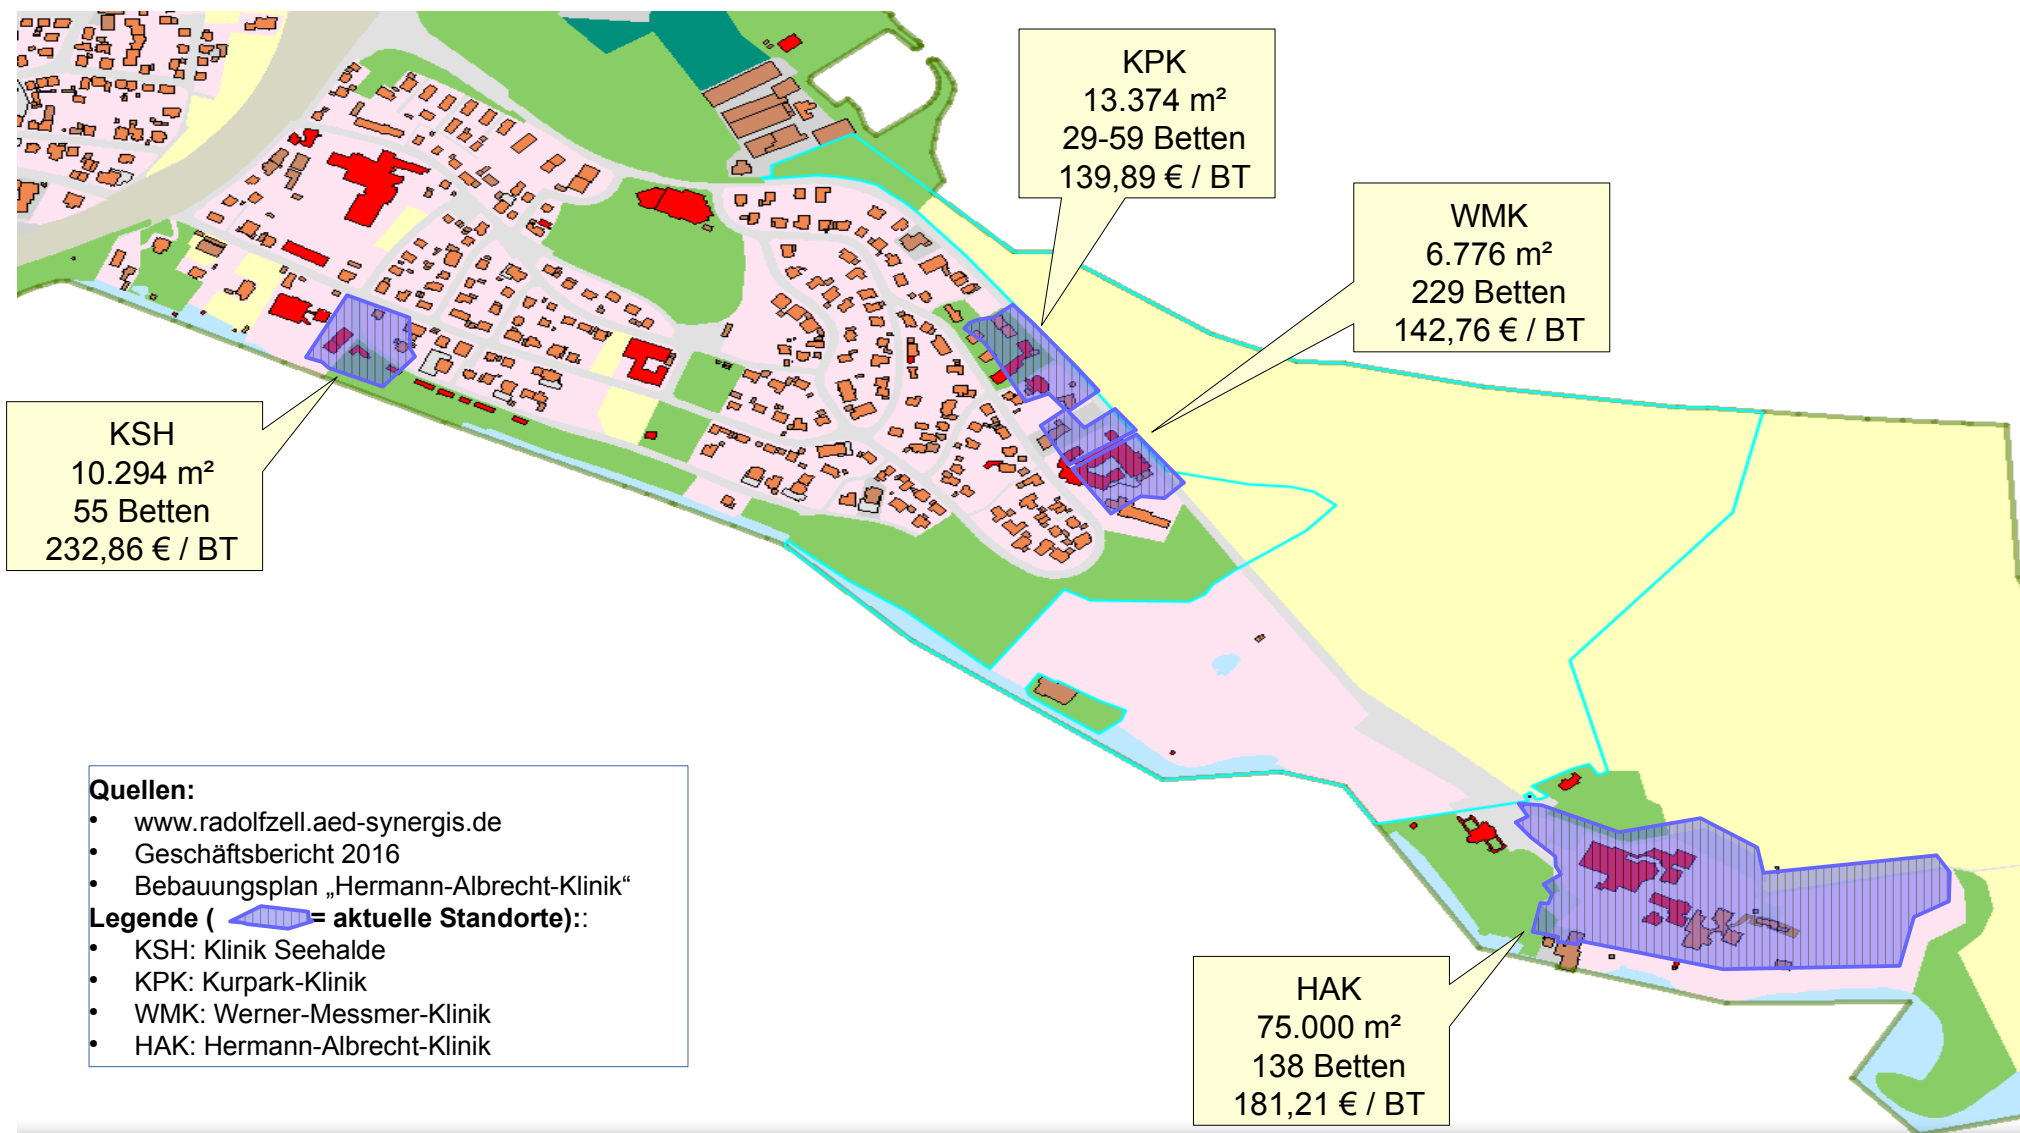 KPK
13.374 m²
29-59 Betten
139,89 € / BT
WMK
6.776 m²
229 Betten
142,76 € / BT
KSH
10.294 m²
55 Betten
232,86 € / BT
Quellen:
• www.radolfzell.aed-synergis.de
• Geschäftsbericht 2016
• Bebauungsplan „Hermann-Albrecht-Klinik“
Legende ( = aktuelle Standorte)::
• KSH: Klinik Seehalde
• KPK: Kurpark-Klinik
• WMK: Werner-Messmer-Klinik
• HAK: Hermann-Albrecht-Klinik
HAK
75.000 m²
138 Betten
181,21 € / BT